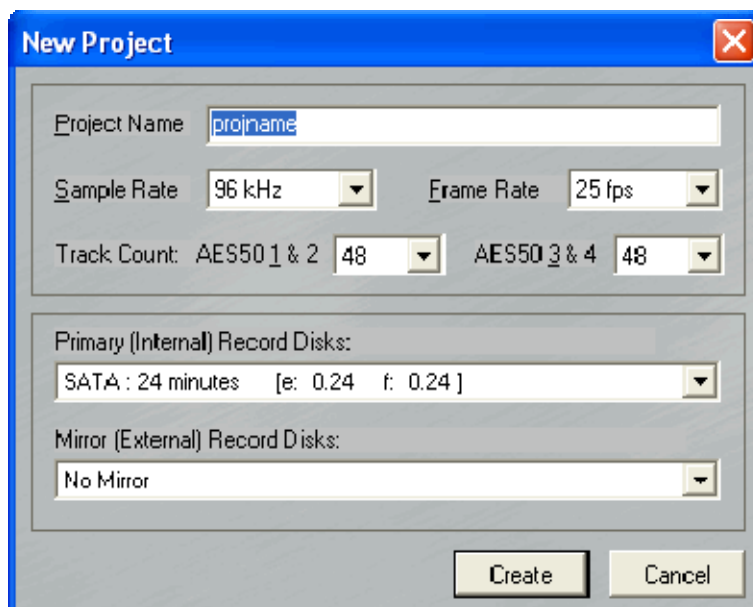 New Project
Project Name projname
Sample Rate 96 kHz Frame Rate 25 fps
Track Count: AES50 1 & 2 48 AES50 3 & 4 48
Primary (Internal) Record Disks:
SATA : 24 minutes [e: 0.24 f: 0.24 ]
Mirror (External) Record Disks:
No Mirror
Create Cancel